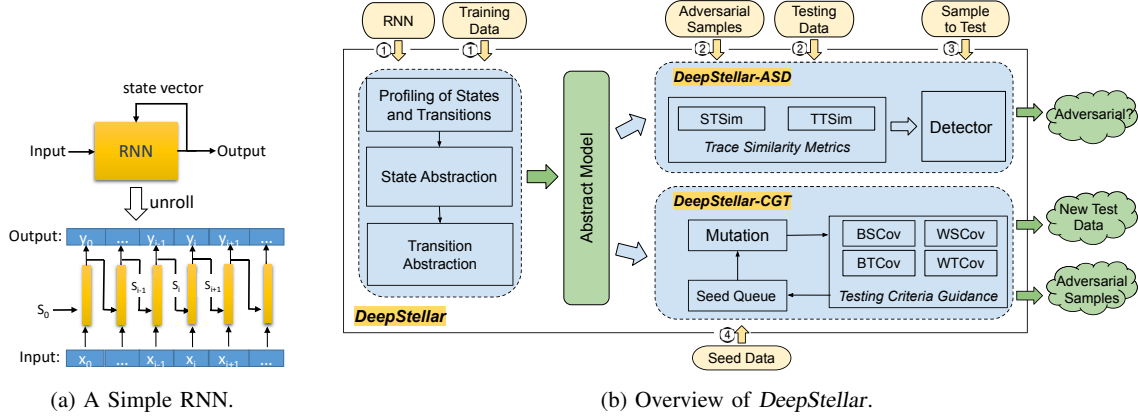 state vector
Input
RNN
Output
unroll
Output:
y0
...
yi-1
yi
yi+1
...
S0
Si-1
Si
Si+1
Input:
x0
...
xi-1
xi
xi+1
...
(a) A Simple RNN.
RNN
Training
Data
Adversarial
Samples
Testing
Data
Sample
to Test
1
1
2
2
3
Profiling of States
and Transitions
State Abstraction
Transition
Abstraction
DeepStellar
Abstract Model
DeepStellar-ASD
STSim
TTSim
Trace Similarity Metrics
Detector
Adversarial?
DeepStellar-CGT
Mutation
Seed Queue
BSCov
WSCov
BTCov
WTCov
Testing Criteria Guidance
New Test
Data
Adversarial
Samples
4
Seed Data
(b) Overview of DeepStellar.